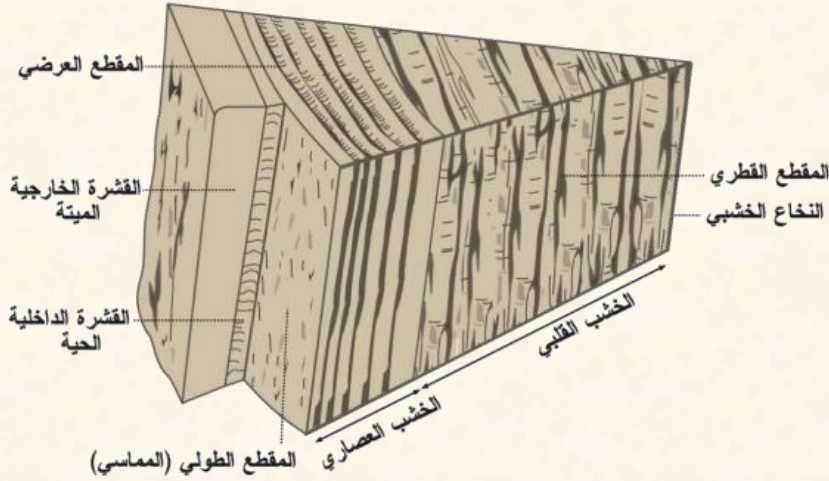 المقطع العرضي
المقطع القطري
القشرة الخارجية
الميتة
النخاع الخشبي
القشرة الداخلية
الحية
الخشب القلبي
الخشب العصاري
المقطع الطولي (المماسي)